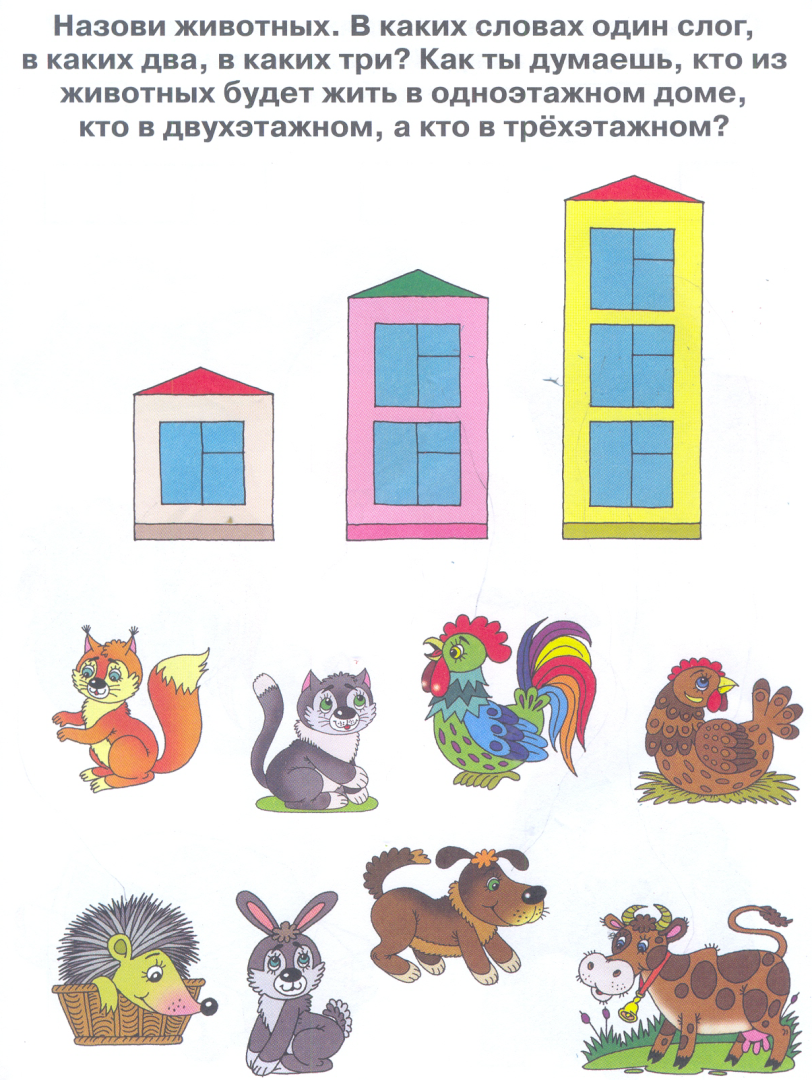 Назови животных. В каких словах один слог,
в каких два, в каких три? Как ты думаешь, кто из
животных будет жить в одноэтажном доме,
кто в двухэтажном, а кто в трёхэтажном?